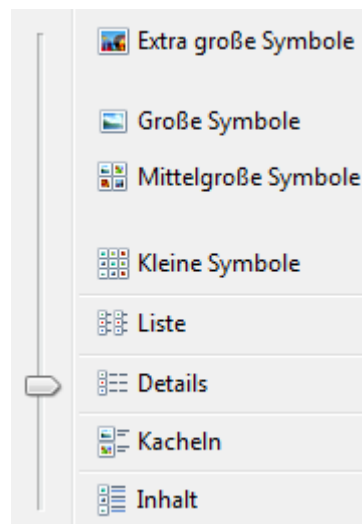 Extra große Symbole
Große Symbole
Mittelgroße Symbole
Kleine Symbole
Liste
Details
Kacheln
Inhalt